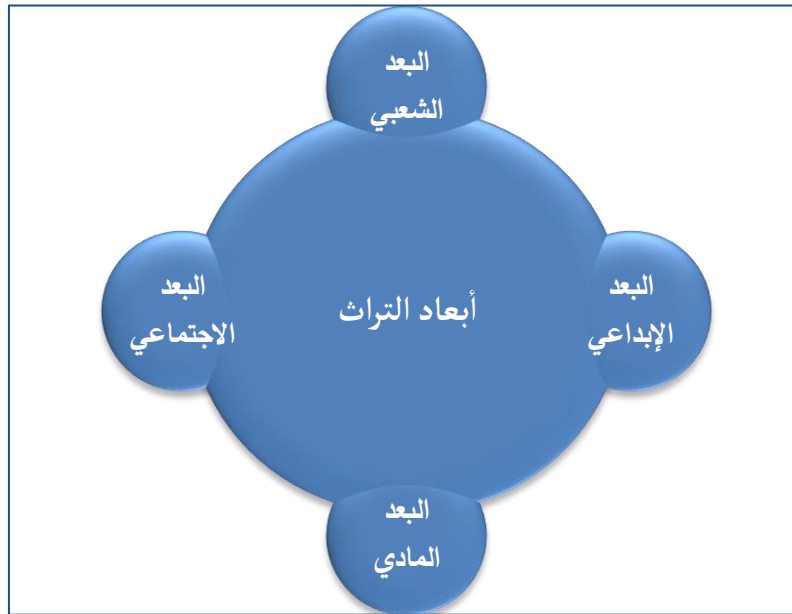 البعد
الشعبي
البعد
الإبداعي
أبعاد التراث
البعد
الاجتماعي
البعد
المادي